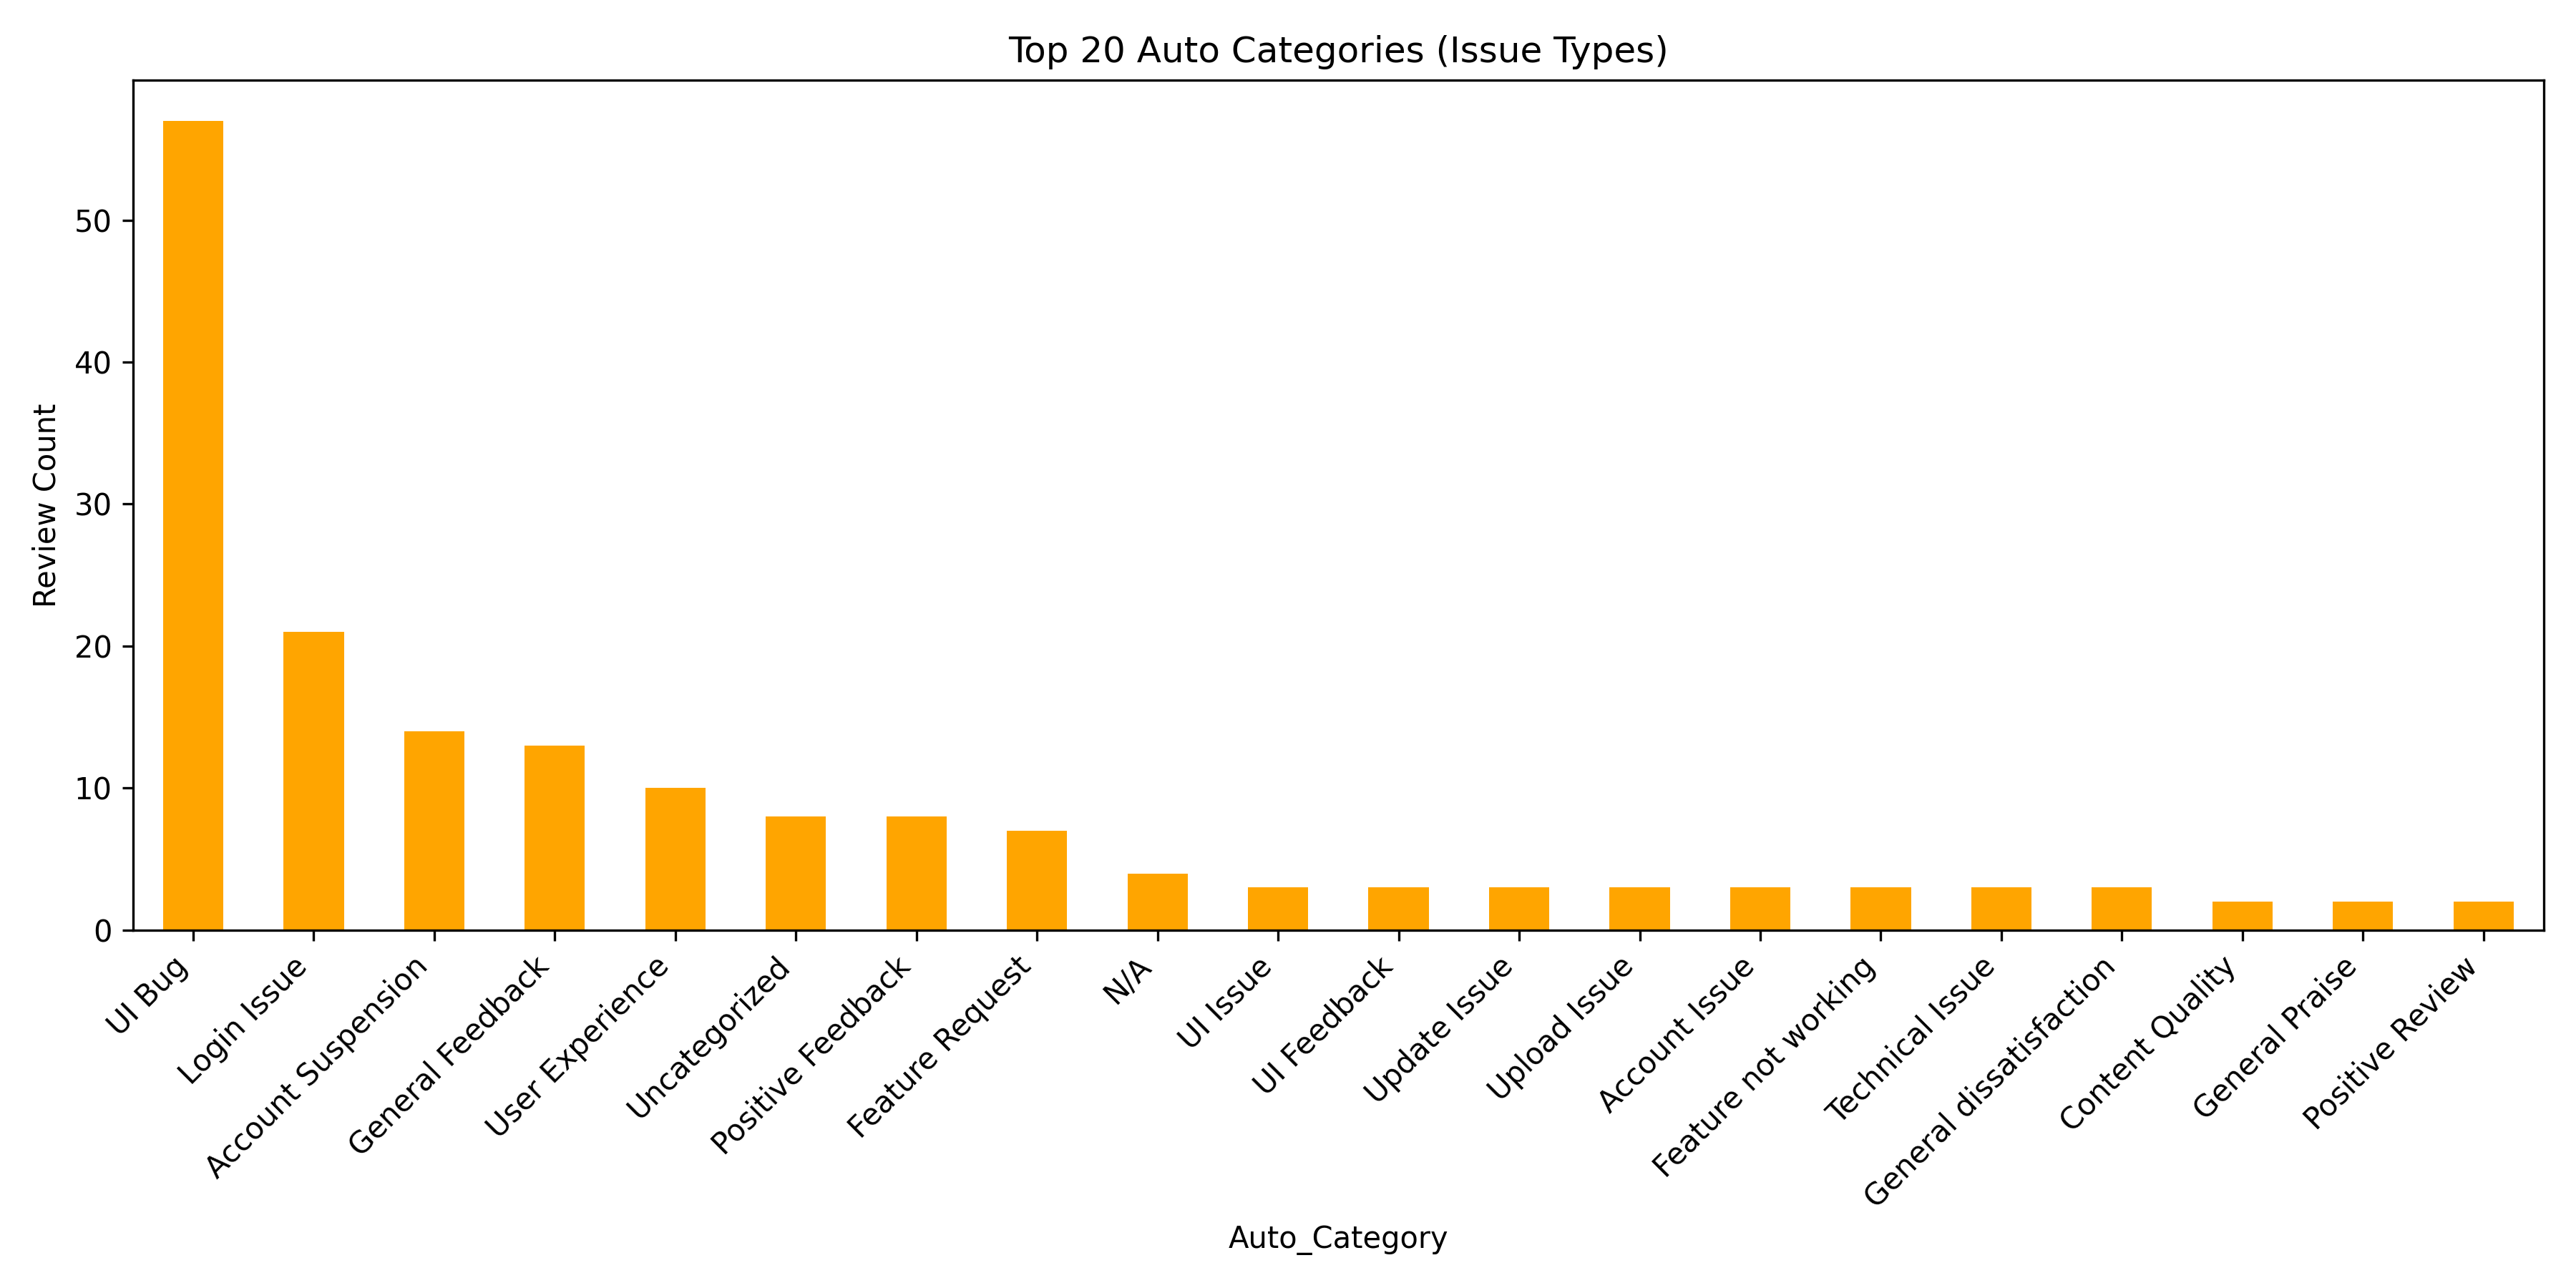 Top 20 Auto Categories (Issue Types)
Review Count
50
40
30
20
10
0
UI Bug
Login Issue
Account Suspension
General Feedback
User Experience
Uncategorized
Positive Feedback
Feature Request
N/A
UI Issue
UI Feedback
Update Issue
Upload Issue
Account Issue
Feature not working
Technical Issue
General dissatisfaction
Content Quality
General Praise
Positive Review
Auto_Category